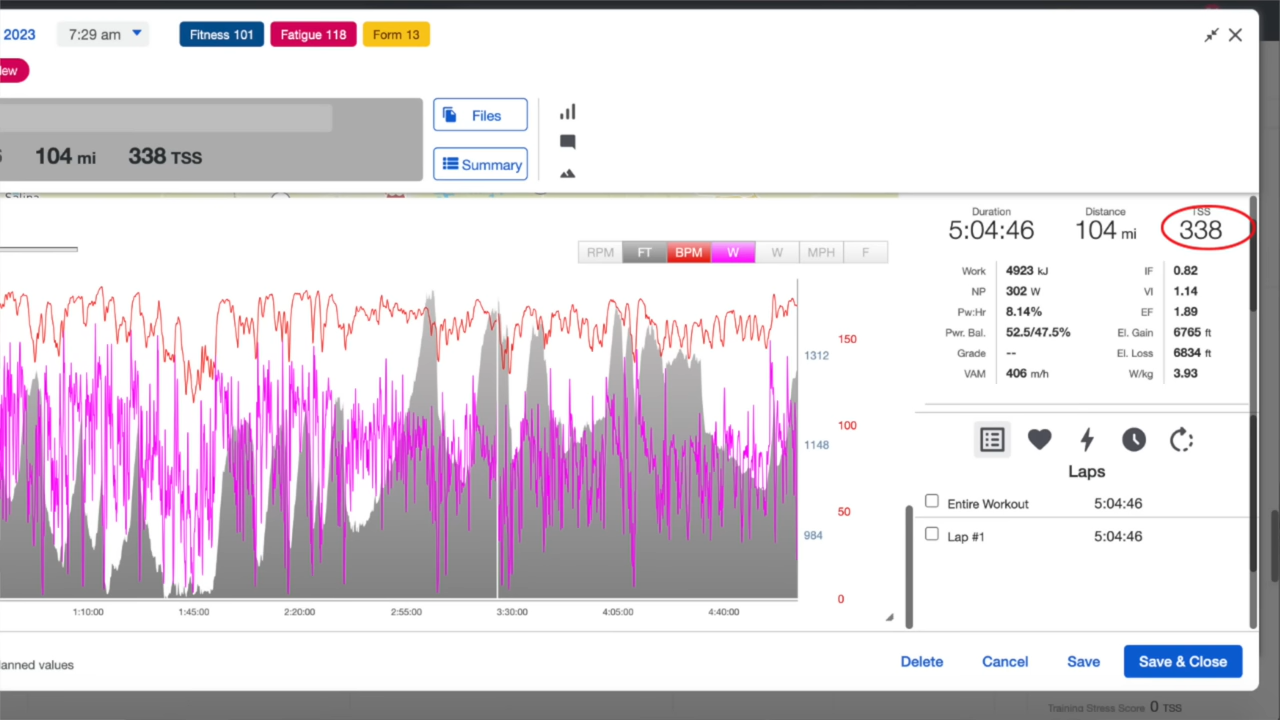 2023 7:29 am Fitness 101 Fatigue 118 Form 13
Files
104 mi 338 TSS
Summary
Salina
Duration Distance TSS
5:04:46 104 mi 338
RPM FT BPM W W MPH F
Work 4923 kJ IF 0.82
NP 302 W VI 1.14
Pw:Hr 8.14% EF 1.89
Pwr. Bal. 52.5/47.5% El. Gain 6765 ft
Grade -- El. Loss 6834 ft
VAM 406 m/h W/kg 3.93
150
1312
100
1148
50
984
0
1:10:00 1:45:00 2:20:00 2:55:00 3:30:00 4:05:00 4:40:00
Laps
Entire Workout 5:04:46
Lap #1 5:04:46
Delete Cancel Save Save & Close
Training Stress Score 0 TSS